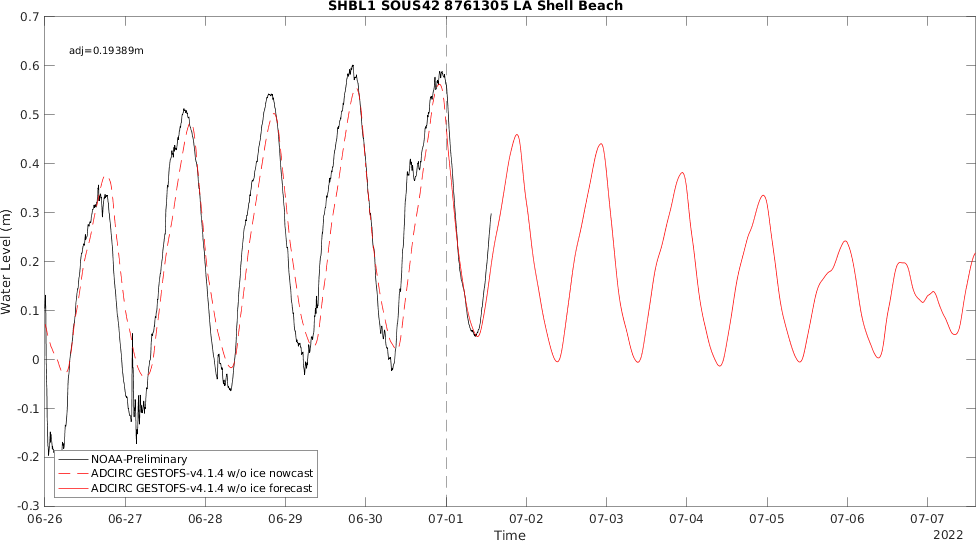 SHBL1 SOUS42 8761305 LA Shell Beach
adj=0.19389m
Water Level (m)
0.7
0.6
0.5
0.4
0.3
0.2
0.1
0
-0.1
-0.2
-0.3
NOAA-Preliminary
ADCIRC GESTOFS-v4.1.4 w/o ice nowcast
ADCIRC GESTOFS-v4.1.4 w/o ice forecast
06-26 06-27 06-28 06-29 06-30 07-01 07-02 07-03 07-04 07-05 07-06 07-07
Time
2022